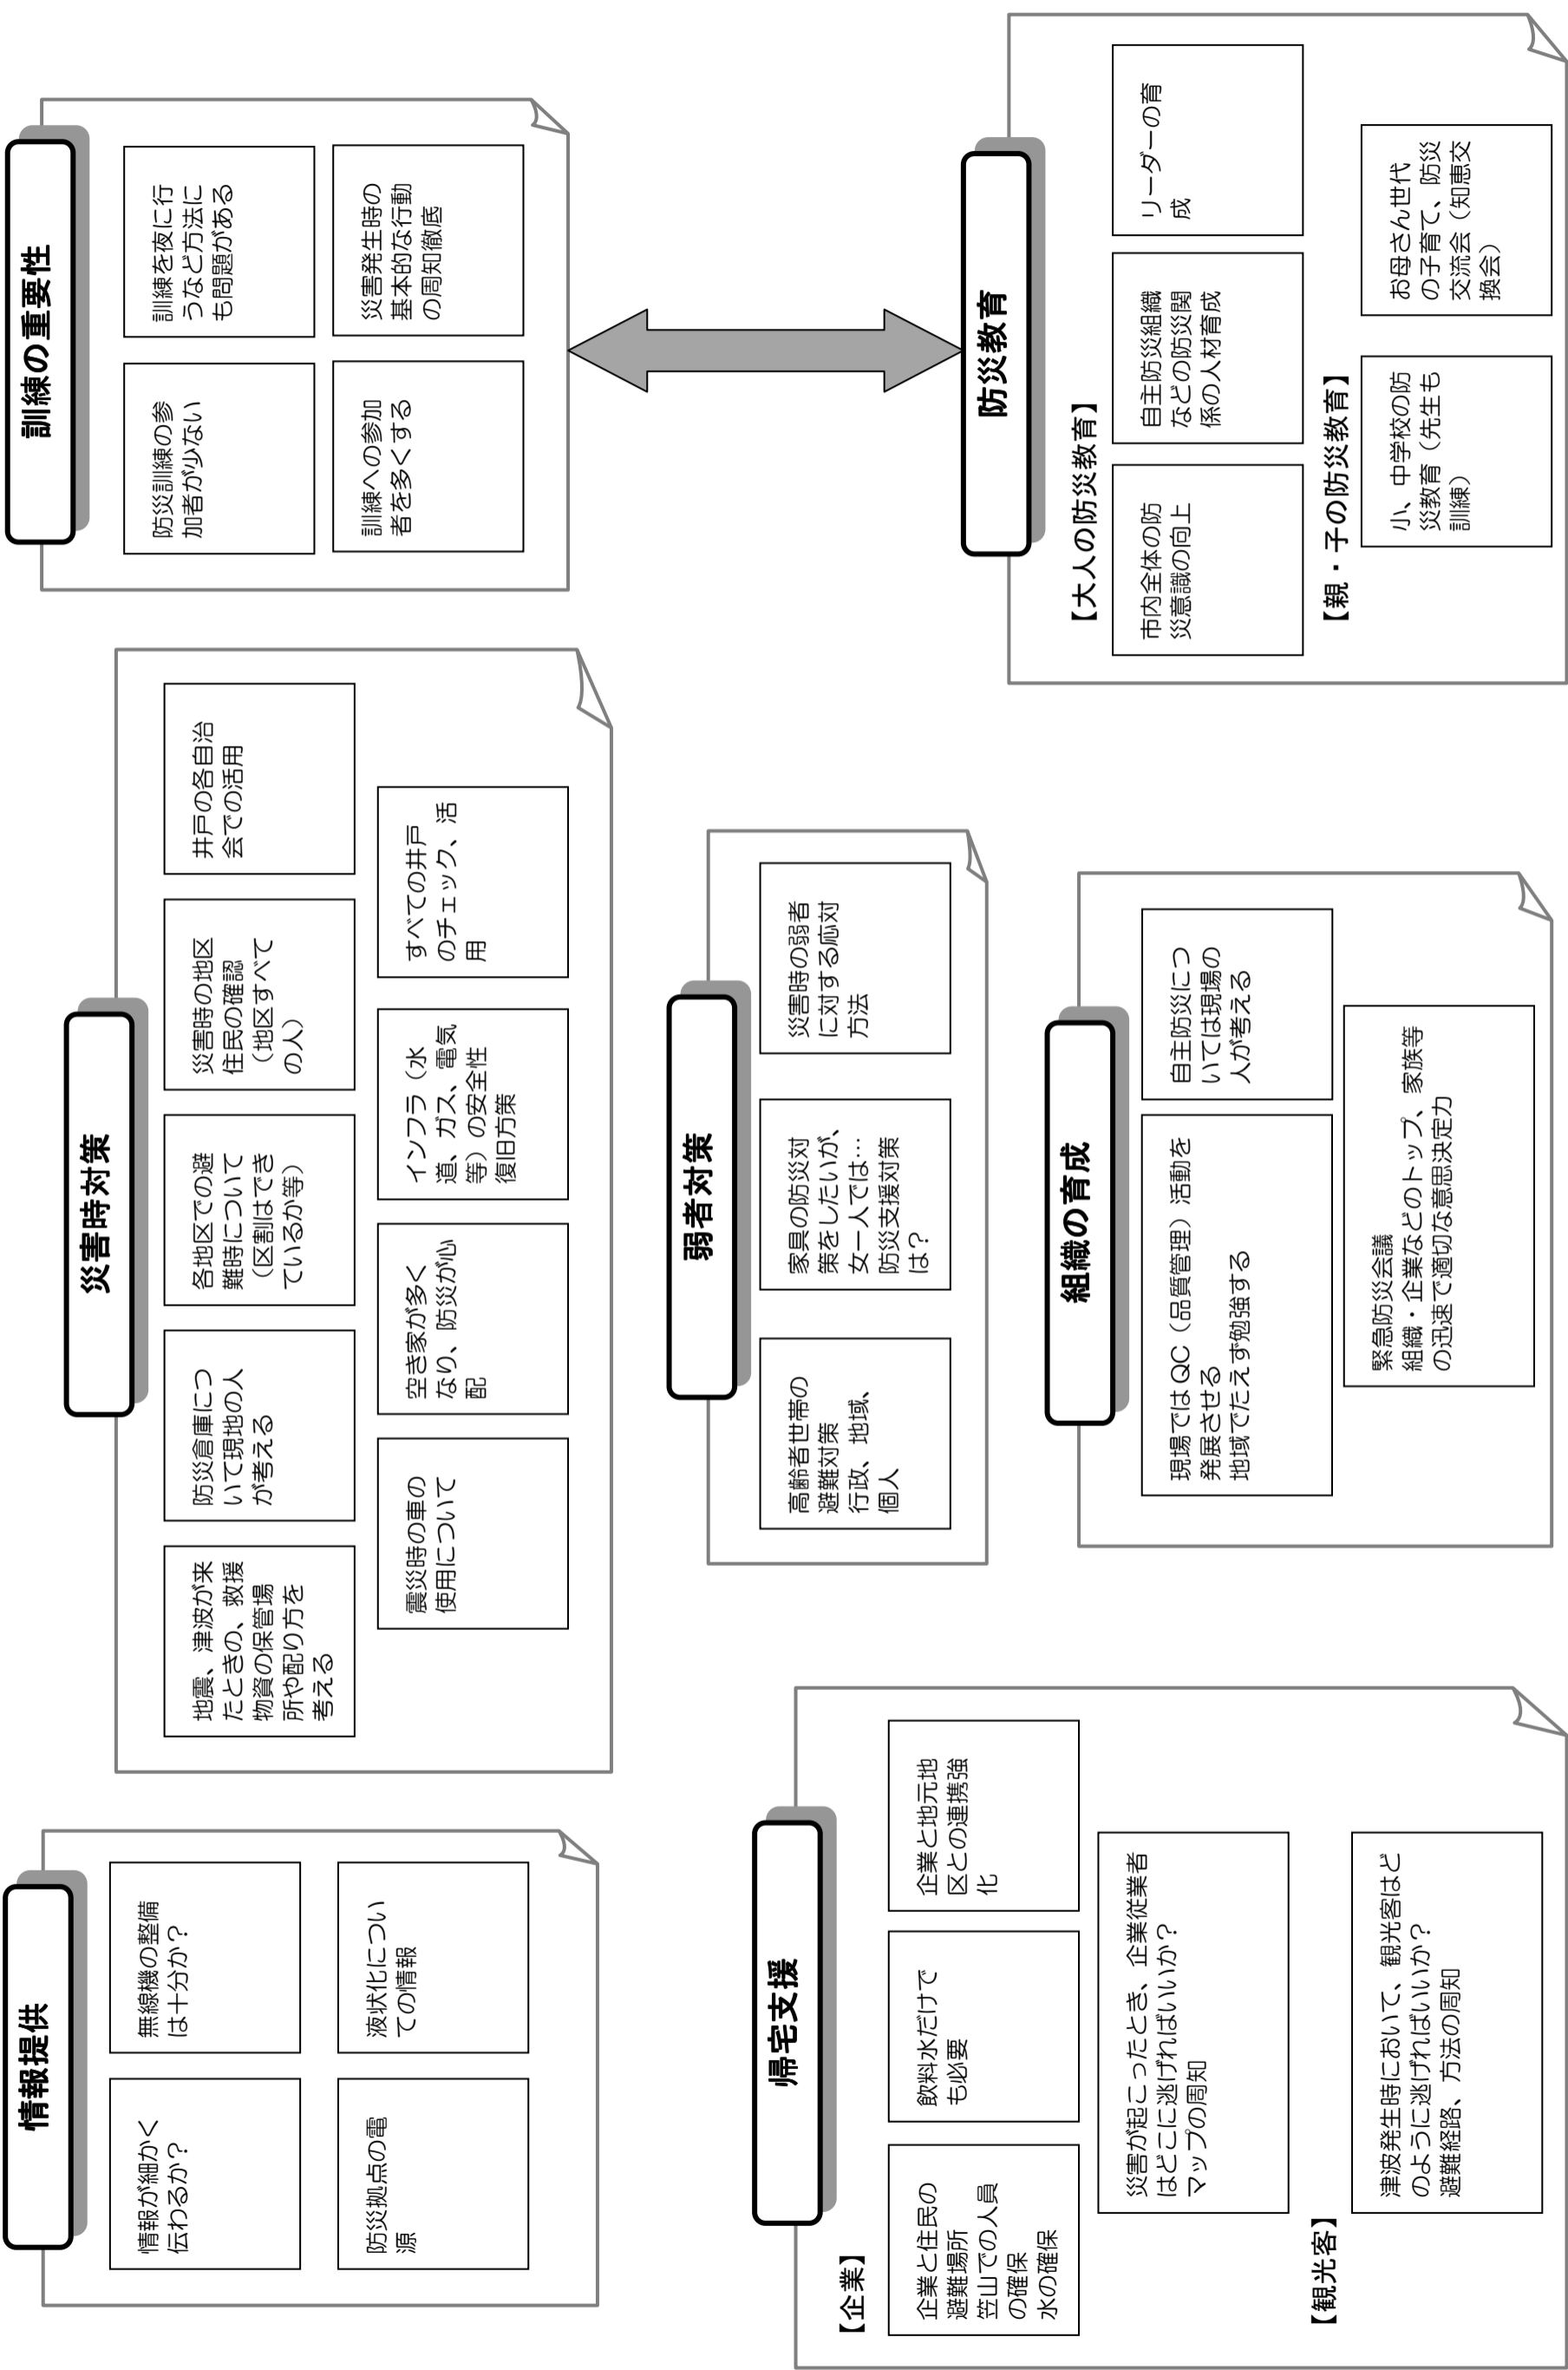 情報提供
情報が細かく
伝わるか？
無線機の整備
は十分か？
防災拠点の電
源
液状化につい
ての情報
災害時対策
地震、津波が来
たときの、救援
物資の保管場
所や配り方を
考える
防災倉庫につ
いて現地の人
が考える
各地区での避
難時について
（区割はでき
ているか等）
災害時の地区
住民の確認
（地区すべて
の人）
井戸の各自治
会での活用
震災時の車の
使用について
空き家が多く
なり、防災が心
配
インフラ（水
道、ガス、電気
等）の安全性
復旧方策
すべての井戸
のチェック、活
用
訓練の重要性
防災訓練の参
加者が少ない
訓練を夜に行
うなど方法に
も問題がある
訓練への参加
者を多くする
災害発生時の
基本的な行動
の周知徹底
帰宅支援
【企業】
企業と住民の
避難場所
笠山での人員
の確保
水の確保
飲料水だけで
も必要
企業と地元地
区との連携強
化
災害が起こったとき、企業従業者
はどこに逃げればいいか？
マップの周知
【観光客】
津波発生時において、観光客はど
のように逃げればいいか？
避難経路、方法の周知
弱者対策
高齢者世帯の
避難対策
行政、地域、
個人
家具の防災対
策をしたいが、
女一人では…
防災支援対策
は？
災害時の弱者
に対する応対
方法
組織の育成
現場ではQC（品質管理）活動を
発展させる
地域でたえず勉強する
自主防災につ
いては現場の
人が考える
緊急防災会議
組織・企業などのトップ、家族等
の迅速で適切な意思決定力
防災教育
【大人の防災教育】
市内全体の防
災意識の向上
自主防災組織
などの防災関
係の人材育成
リーダーの育
成
【親・子の防災教育】
小、中学校の防
災教育（先生も
訓練）
お母さん世代
の子育て、防災
交流会（知恵交
換会）